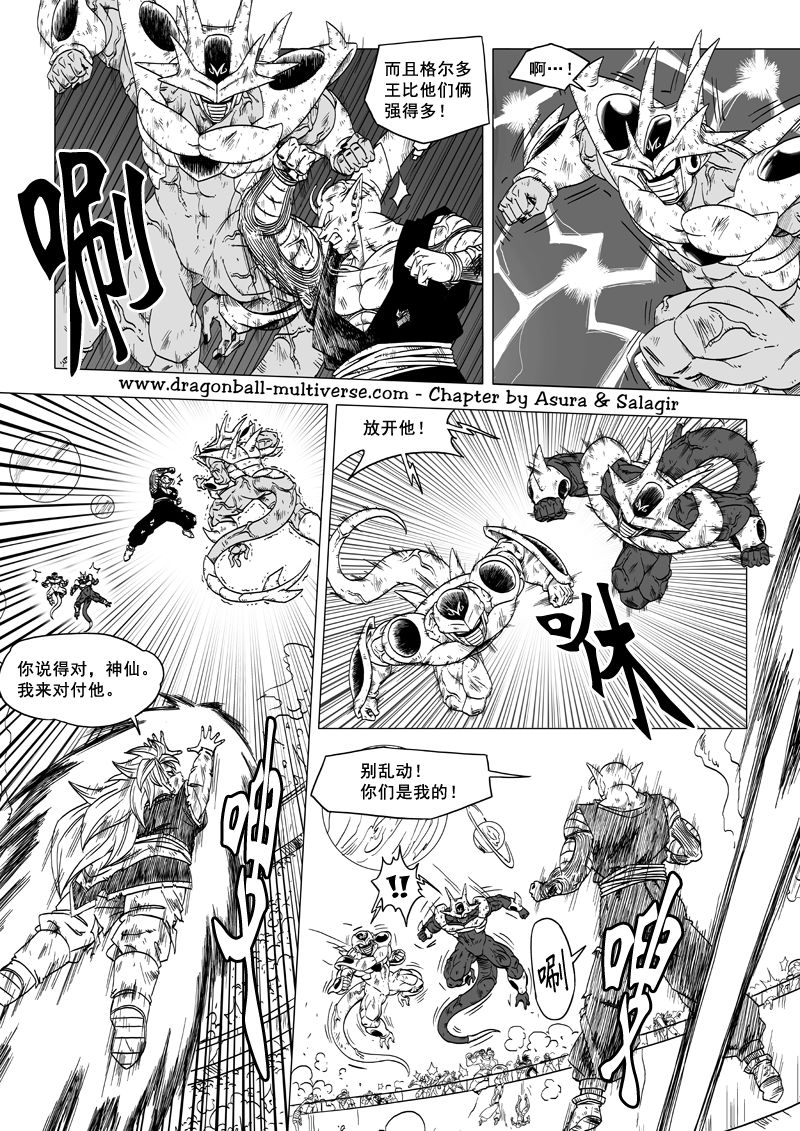 而且格尔多
王比他们俩
强得多！
啊…！
唰
www.dragonball-multiverse.com - Chapter by Asura & Salagir
放开他！
咻
你说得对，神仙。
我来对付他。
嗖
别乱动！
你们是我的！
!!
唰
嗖